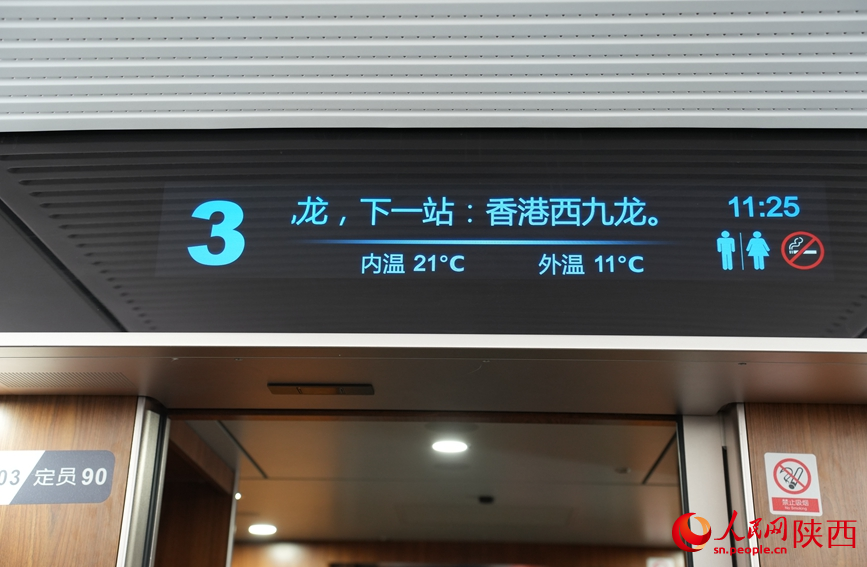 3
,龙，下一站：香港西九龙。
11:25
内温 21°C
外温 11°C
03
定员 90
禁止吸烟
No Smoking
人民网 陕西
sn.people.cn